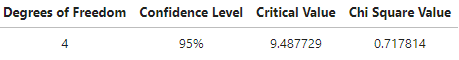 Degrees of Freedom Confidence Level Critical Value Chi Square Value
4 95% 9.487729 0.717814